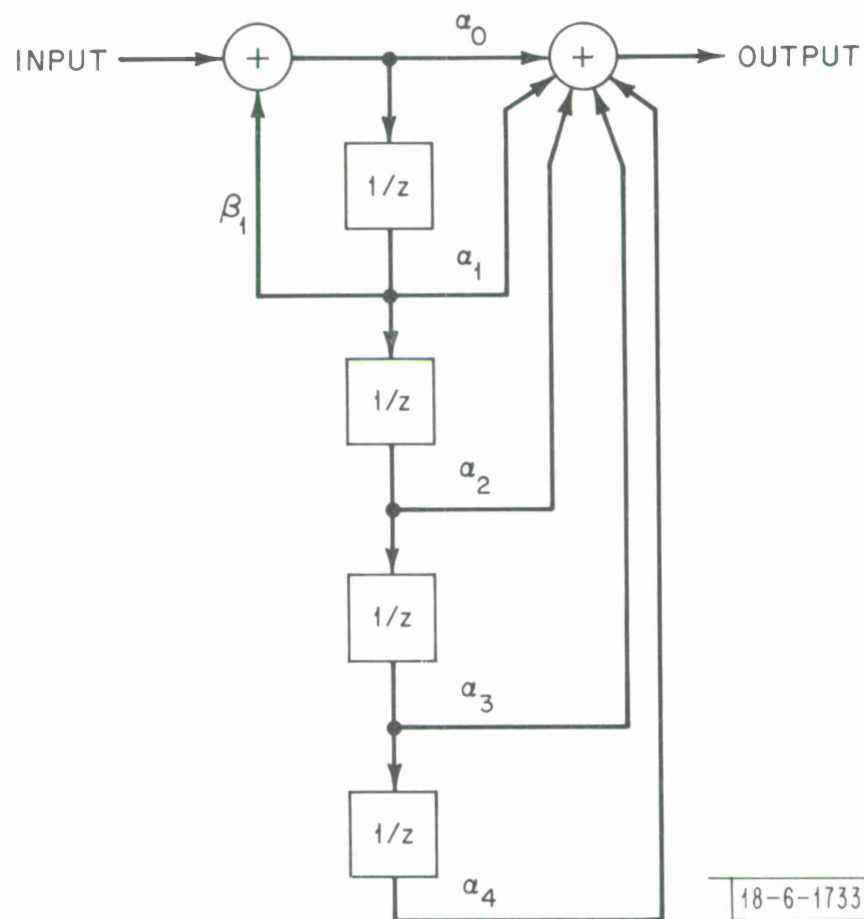 α₀
INPUT + + OUTPUT
1/z
β₁
α₁
1/z
α₂
1/z
α₃
1/z
α₄
18-6-1733